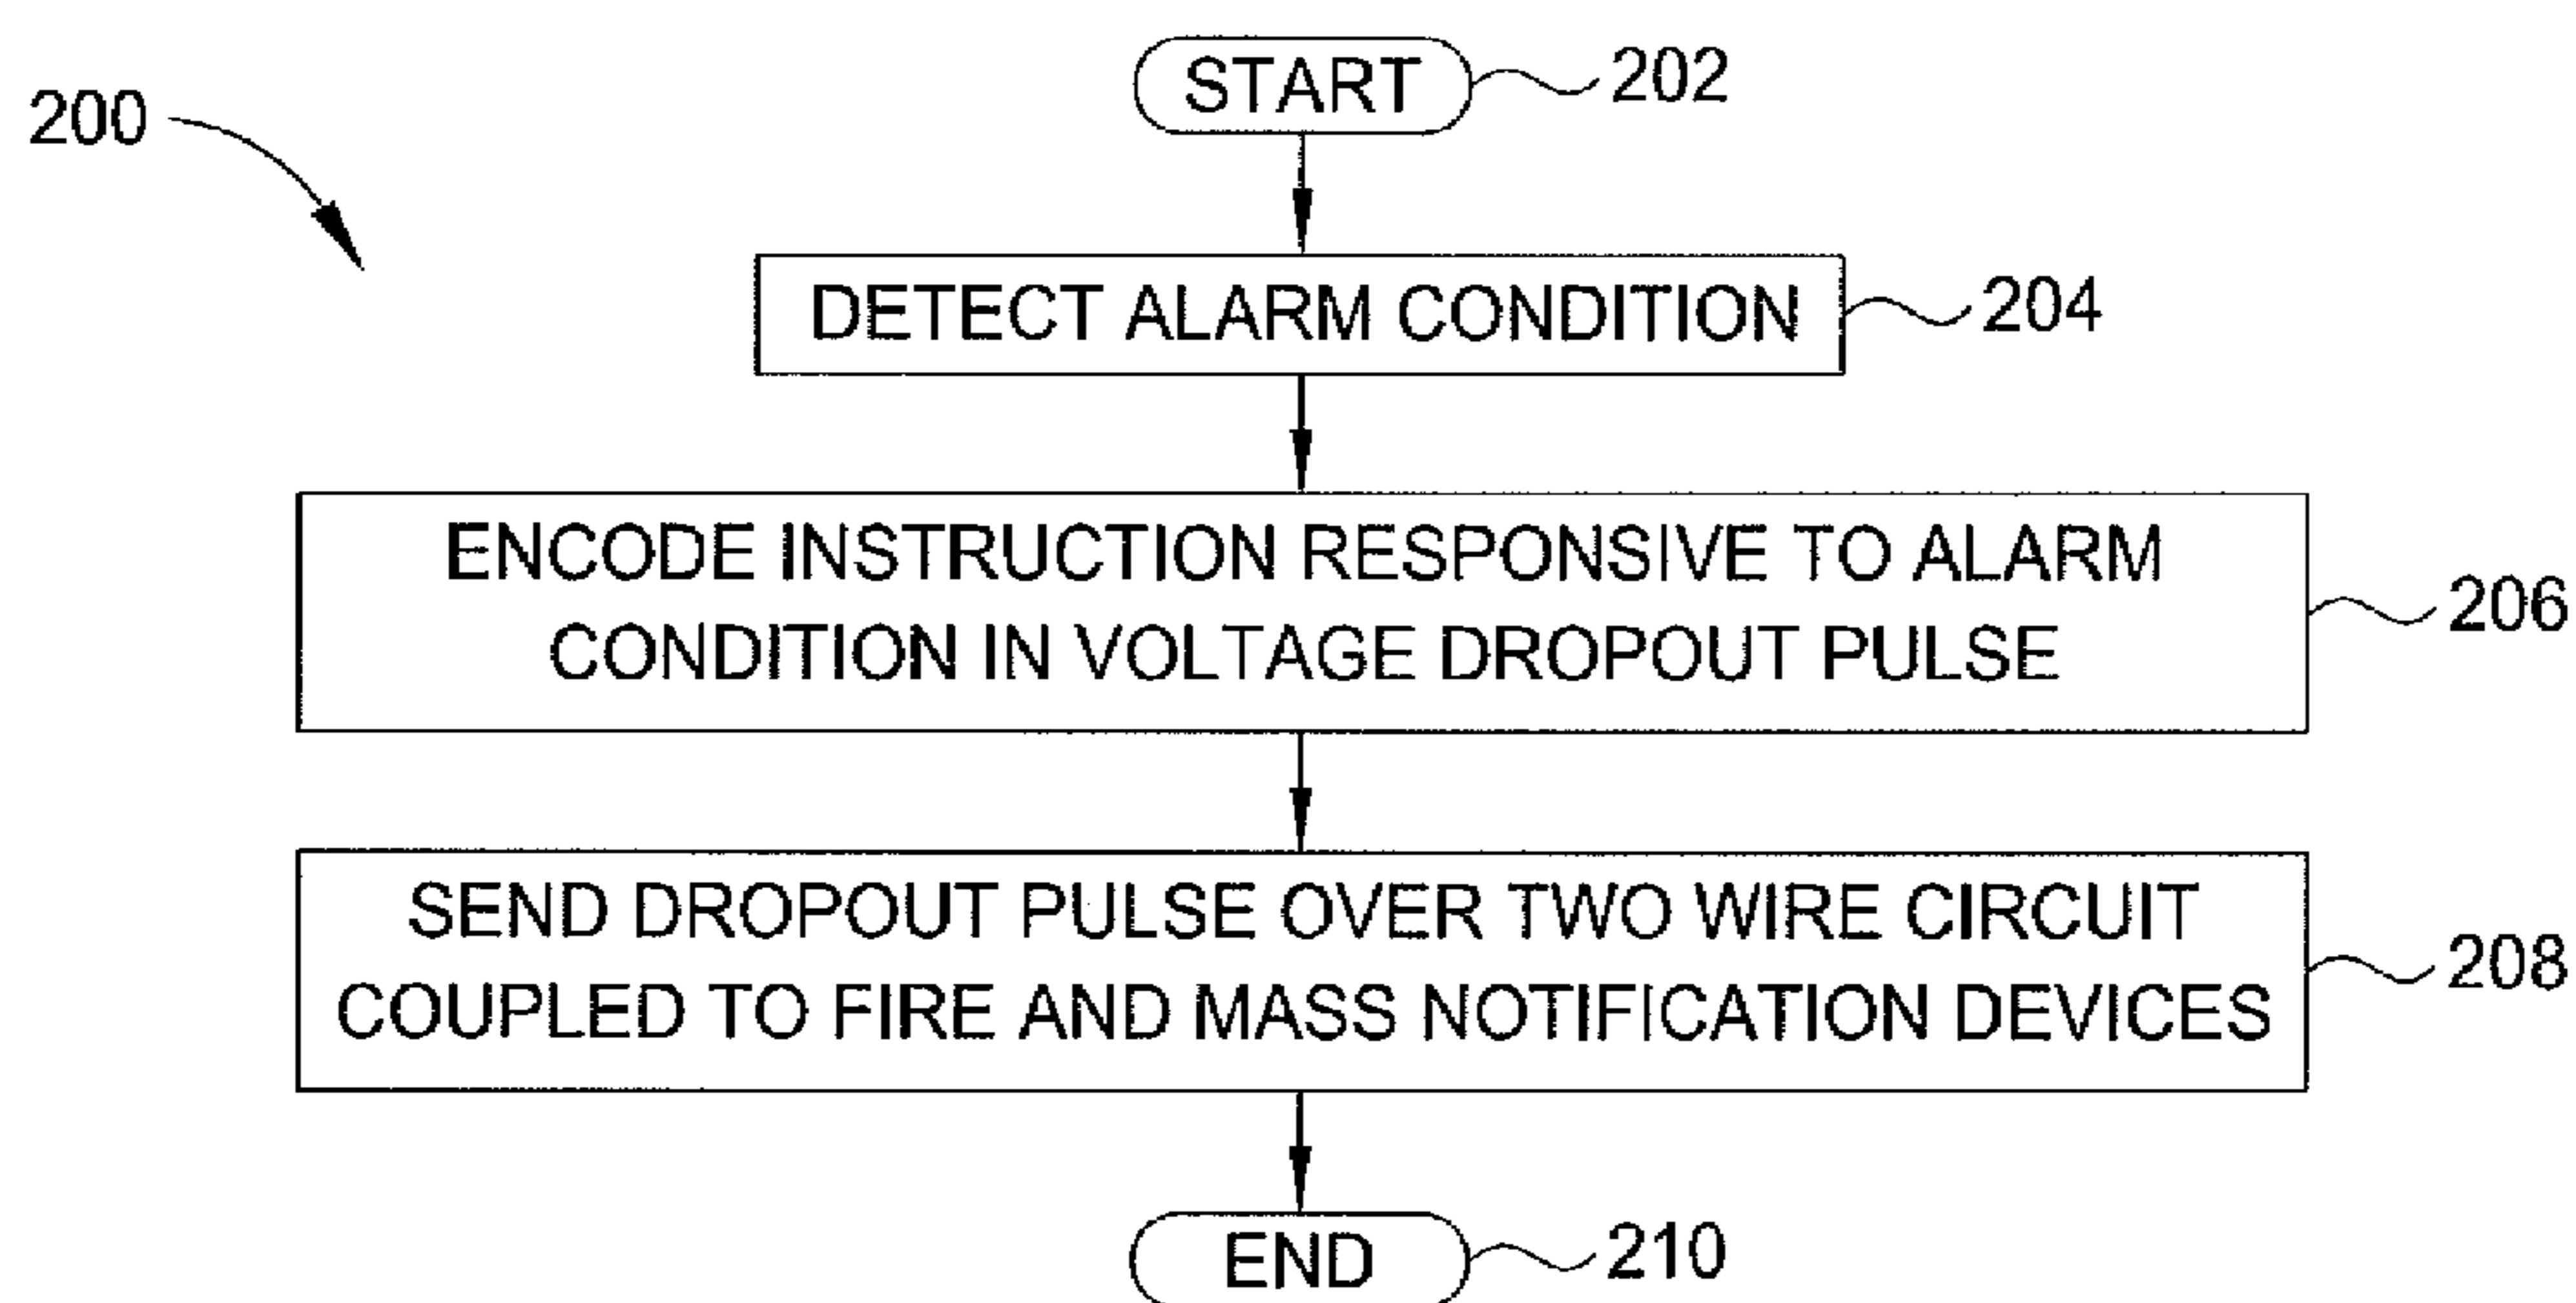 START
202
200
DETECT ALARM CONDITION
204
ENCODE INSTRUCTION RESPONSIVE TO ALARM
CONDITION IN VOLTAGE DROPOUT PULSE
206
SEND DROPOUT PULSE OVER TWO WIRE CIRCUIT
COUPLED TO FIRE AND MASS NOTIFICATION DEVICES
208
END
210